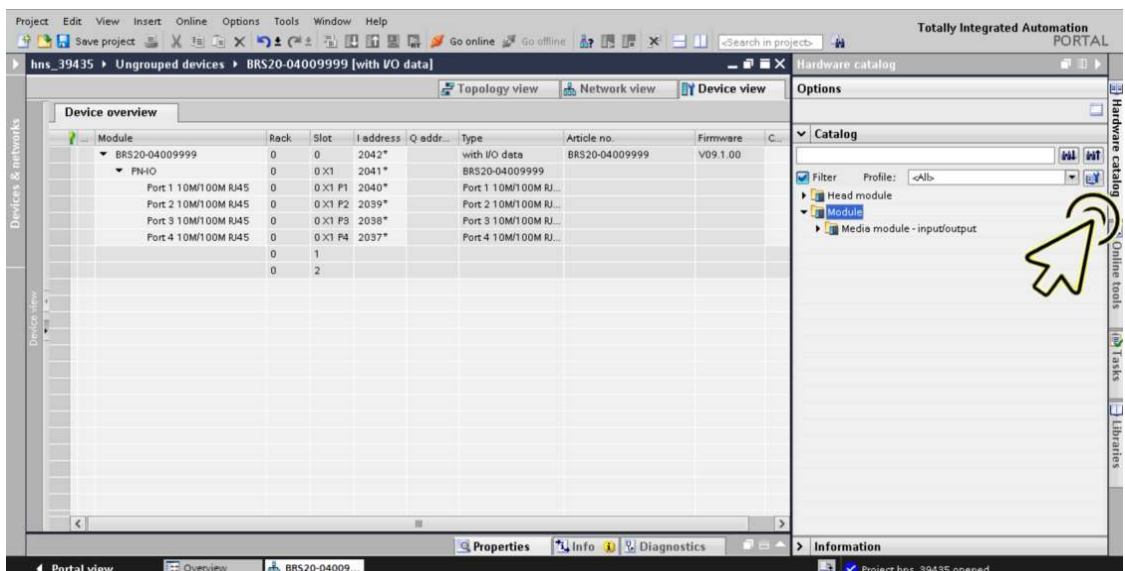 Project Edit View Insert Online Options Tools Window Help
Totally Integrated Automation
PORTAL
Save project Go online Go offline <Search in project>
hns_39435 ▸ Ungrouped devices ▸ BRS20-04009999 [with I/O data]
Topology view Network view Device view
Device overview
... Module Rack Slot I address Q addr... Type Article no. Firmware C...
BRS20-04009999 0 0 2042* with I/O data BRS20-04009999 V09.1.00
PN-IO 0 0 X1 2041* BRS20-04009999
Port 1 10M/100M RJ45 0 0 X1 P1 2040* Port 1 10M/100M RJ...
Port 2 10M/100M RJ45 0 0 X1 P2 2039* Port 2 10M/100M RJ...
Port 3 10M/100M RJ45 0 0 X1 P3 2038* Port 3 10M/100M RJ...
Port 4 10M/100M RJ45 0 0 X1 P4 2037* Port 4 10M/100M RJ...
0 1
0 2
Devices & networks
Device view
Properties Info Diagnostics
Hardware catalog
Options
Catalog
Filter Profile: <All>
Head module
Module
Media module - input/output
Information
Hardware catalog
Online tools
Tasks
Libraries
Portal view Overview BRS20-04009... Project hns_39435 opened.